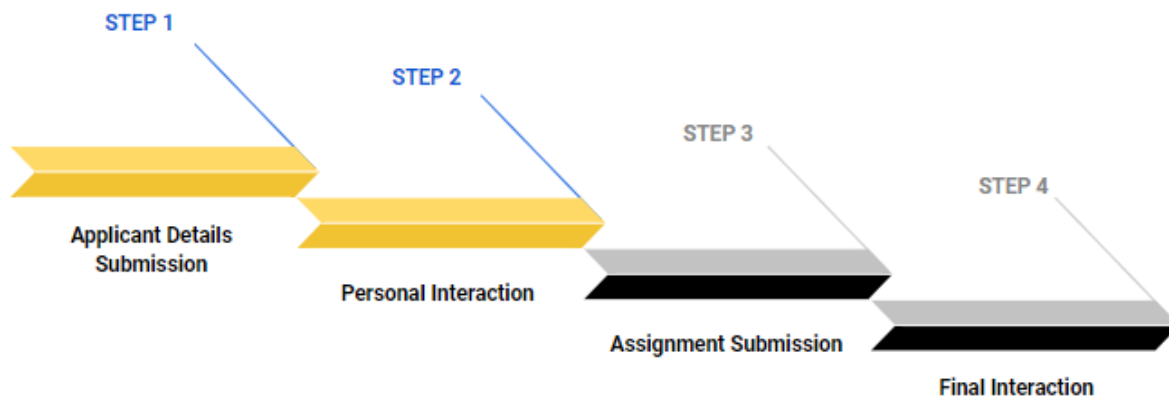 STEP 1
STEP 2
STEP 3
STEP 4
Applicant Details
Submission
Personal Interaction
Assignment Submission
Final Interaction